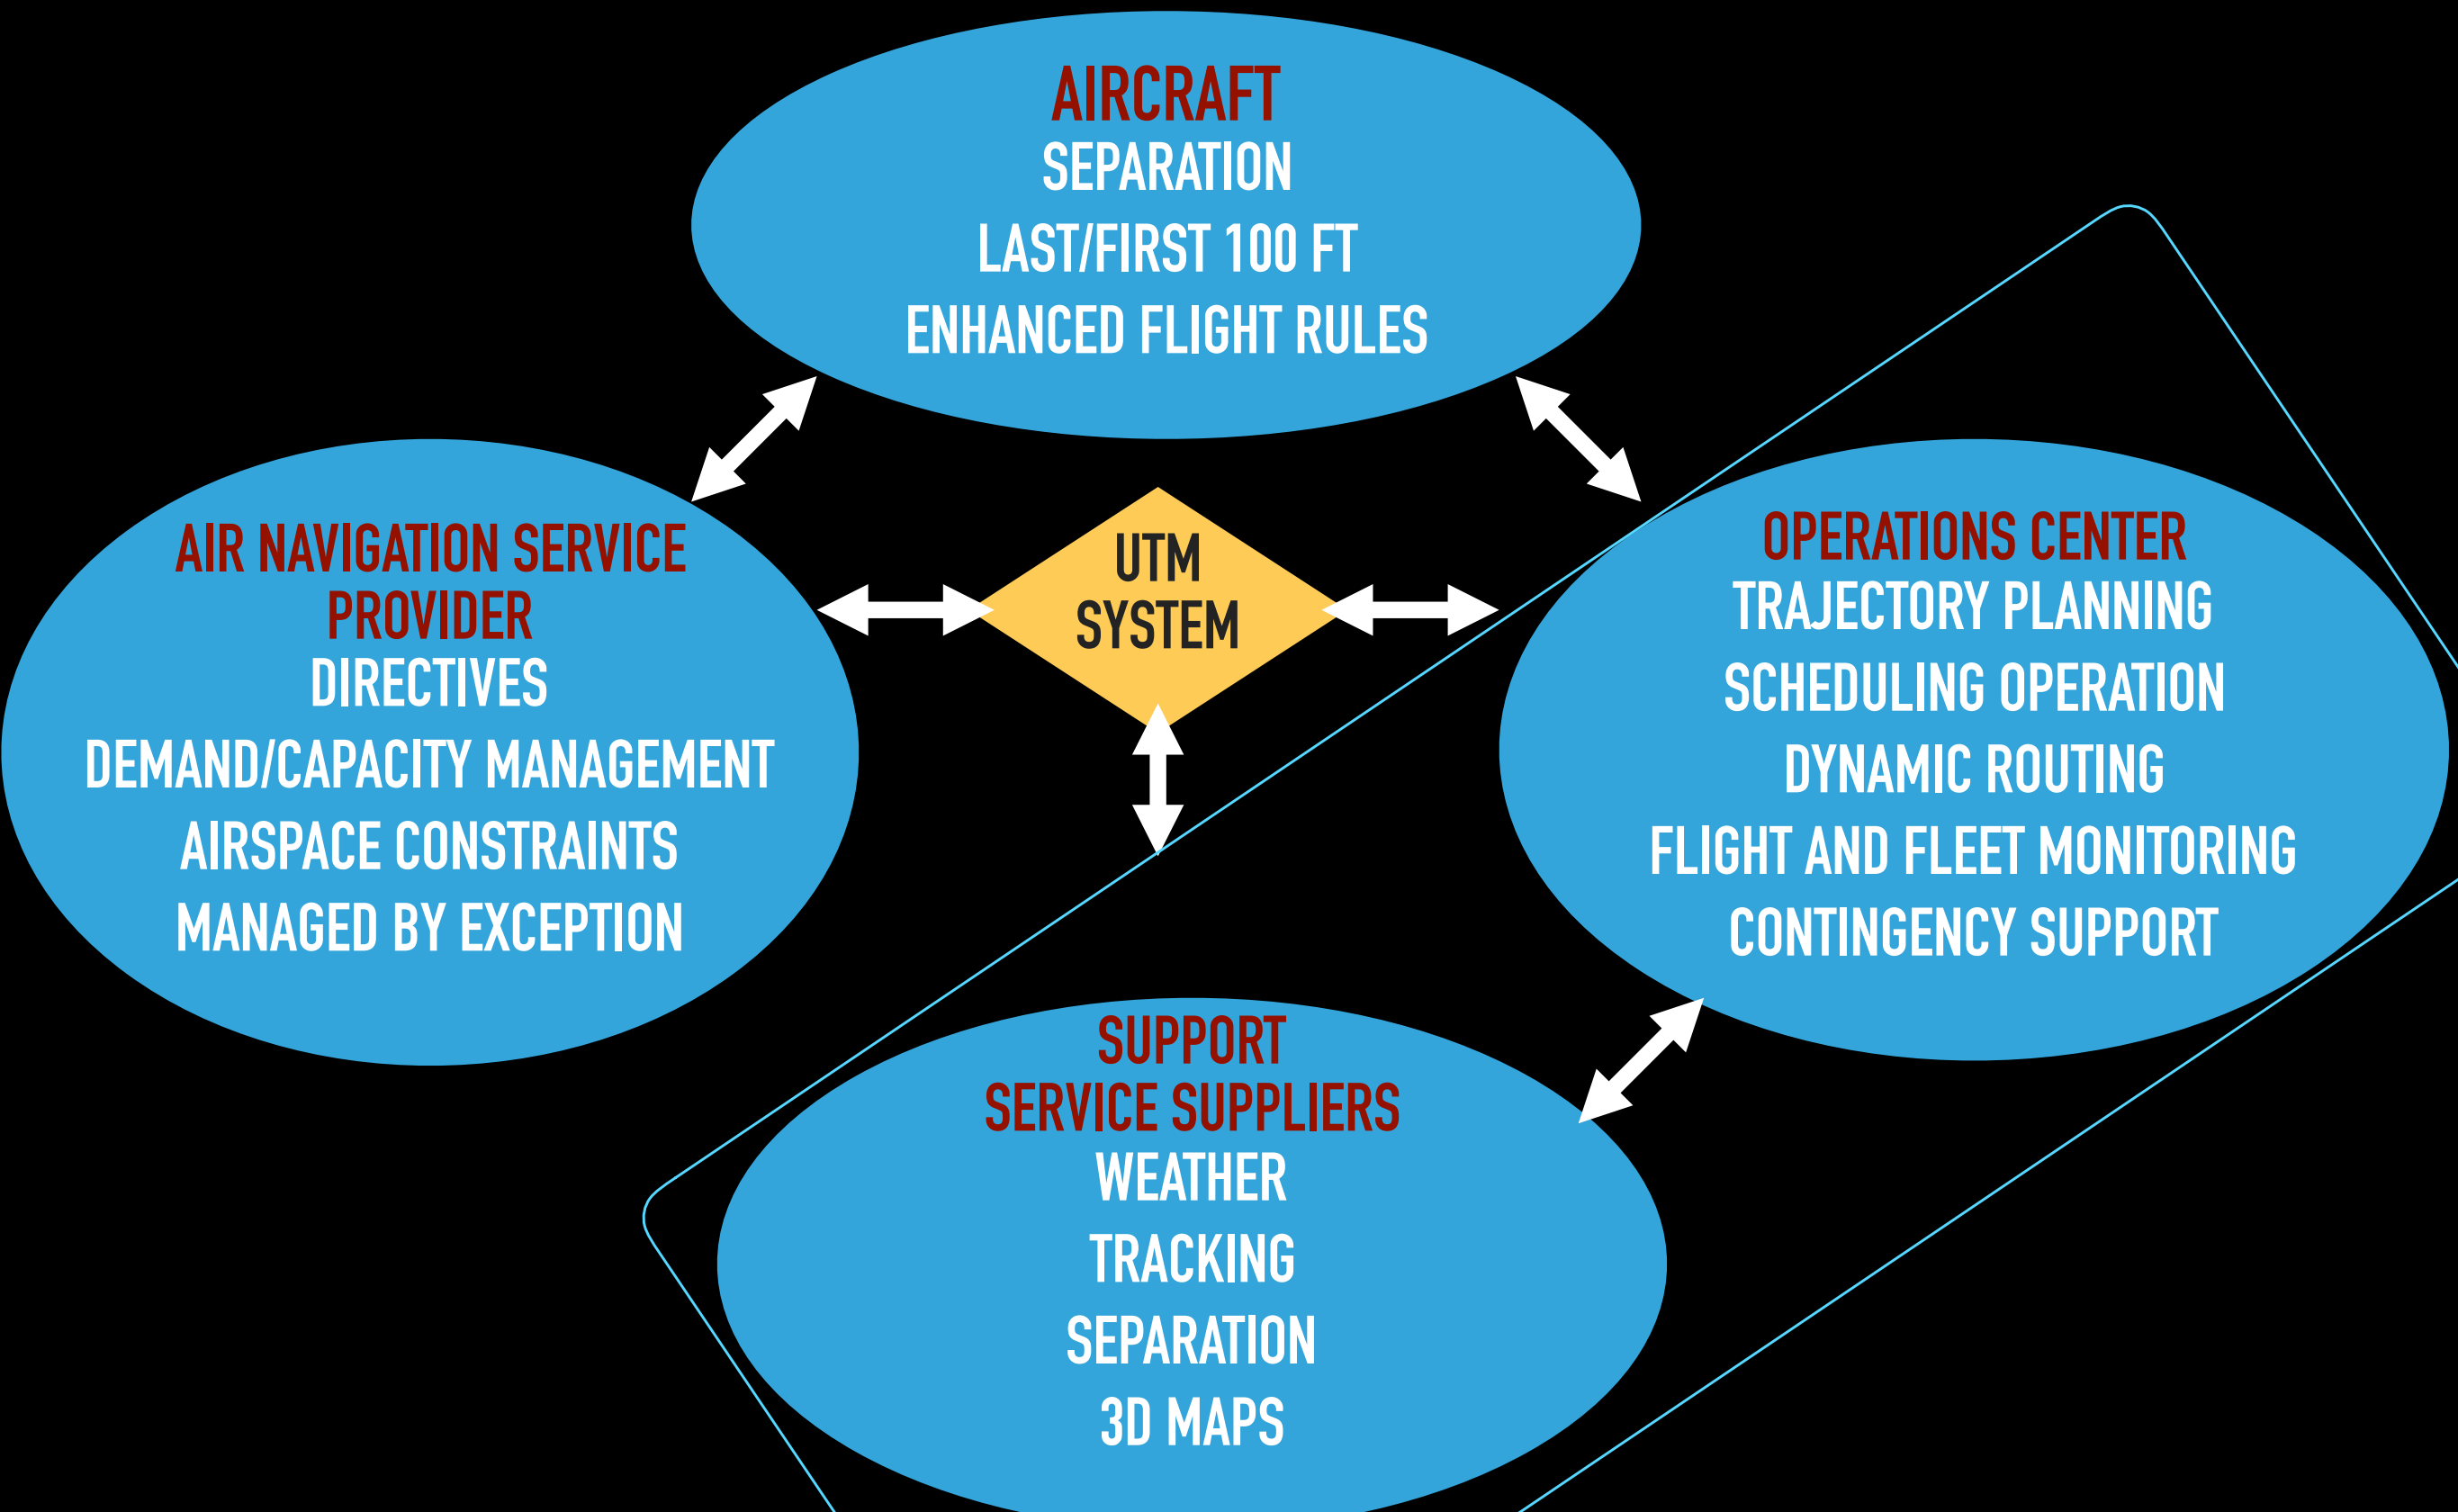 AIRCRAFT
SEPARATION
LAST/FIRST 100 FT
ENHANCED FLIGHT RULES
AIR NAVIGATION SERVICE
PROVIDER
DIRECTIVES
DEMAND/CAPACITY MANAGEMENT
AIRSPACE CONSTRAINTS
MANAGED BY EXCEPTION
UTM
SYSTEM
OPERATIONS CENTER
TRAJECTORY PLANNING
SCHEDULING OPERATION
DYNAMIC ROUTING
FLIGHT AND FLEET MONITORING
CONTINGENCY SUPPORT
SUPPORT
SERVICE SUPPLIERS
WEATHER
TRACKING
SEPARATION
3D MAPS